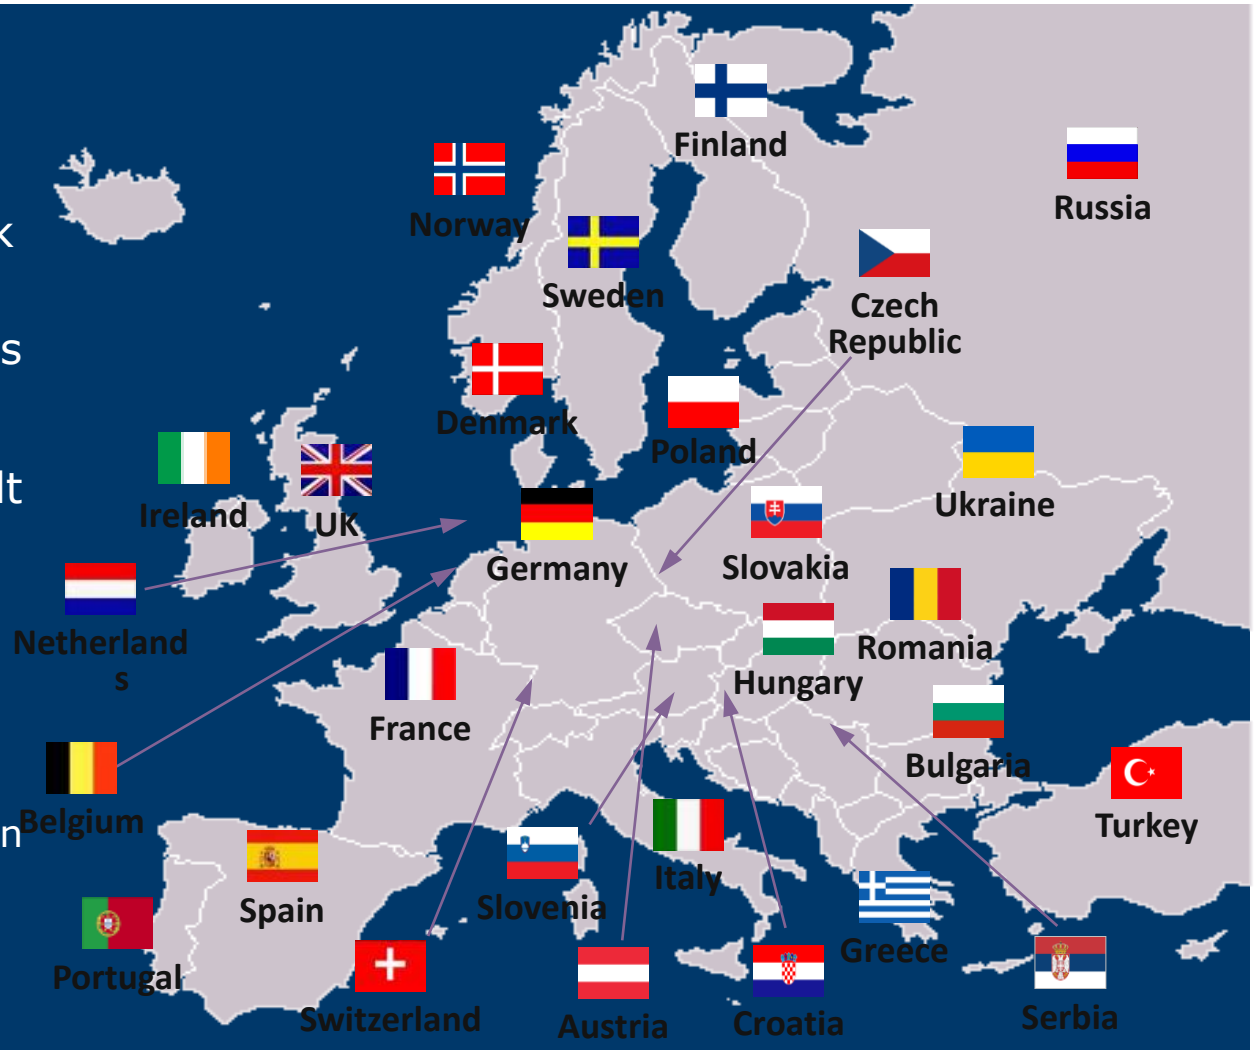 Finland
Russia
Norway
k
Sweden
Czech
Republic
s
Denmark
Poland
lt
Ireland
UK
Ukraine
Germany
Slovakia
Netherland
s
Romania
Hungary
France
Bulgaria
Belgium
n
Turkey
Italy
Spain
Slovenia
Greece
Portugal
Switzerland
Austria
Croatia
Serbia